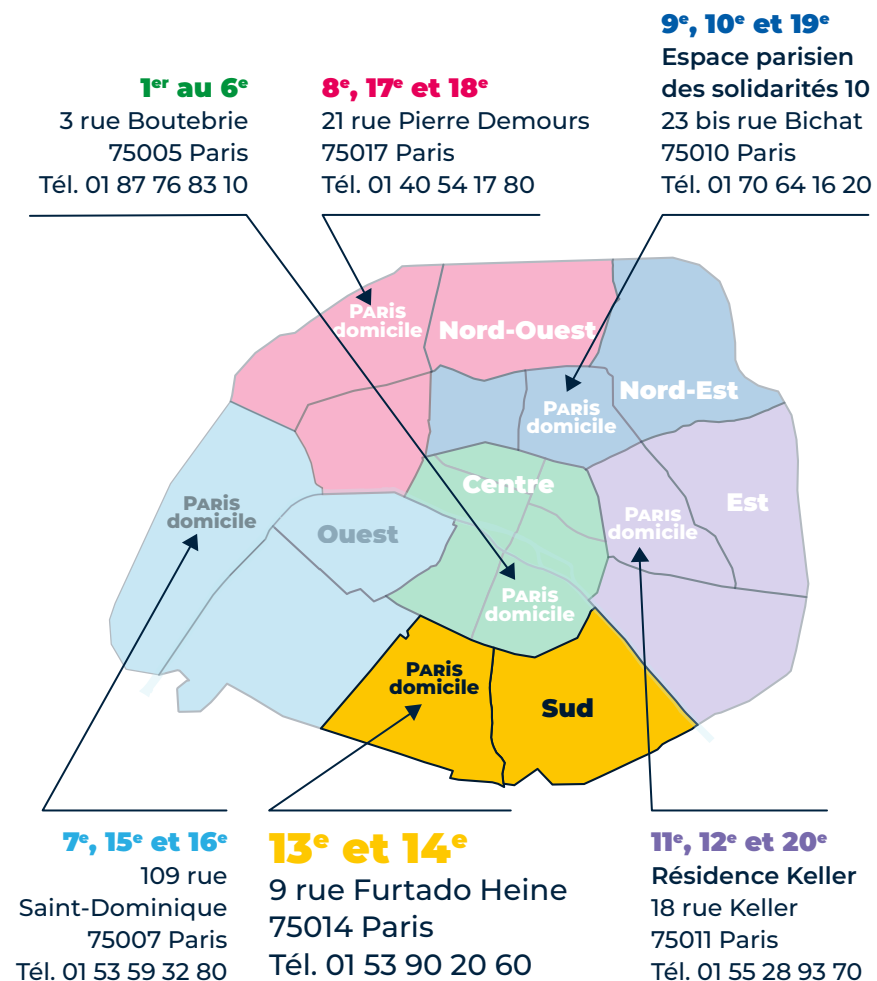 9ᵉ, 10ᵉ et 19ᵉ
Espace parisien
des solidarités 10
23 bis rue Bichat
75010 Paris
Tél. 01 70 64 16 20
1ᵉʳ au 6ᵉ
3 rue Boutebrie
75005 Paris
Tél. 01 87 76 83 10
8ᵉ, 17ᵉ et 18ᵉ
21 rue Pierre Demours
75017 Paris
Tél. 01 40 54 17 80
PARiS
domicile
Nord-Ouest
Nord-Est
PARiS
domicile
Centre
PARiS
domicile
Ouest
PARiS
domicile
Est
PARiS
domicile
PARiS
domicile
Sud
7ᵉ, 15ᵉ et 16ᵉ
109 rue
Saint-Dominique
75007 Paris
Tél. 01 53 59 32 80
13ᵉ et 14ᵉ
9 rue Furtado Heine
75014 Paris
Tél. 01 53 90 20 60
11ᵉ, 12ᵉ et 20ᵉ
Résidence Keller
18 rue Keller
75011 Paris
Tél. 01 55 28 93 70